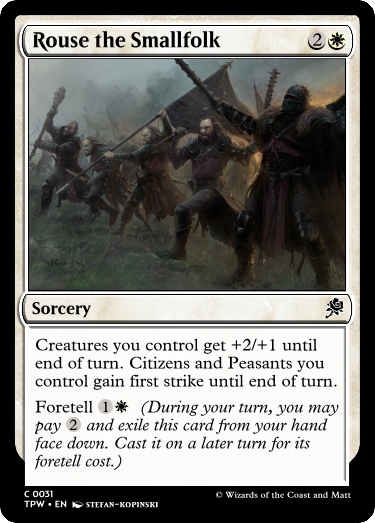 Rouse the Smallfolk 2
Sorcery
Creatures you control get +2/+1 until
end of turn. Citizens and Peasants you
control gain first strike until end of turn.
Foretell 1 (During your turn, you may
pay 2 and exile this card from your hand
face down. Cast it on a later turn for its
foretell cost.)
C 0031
TPW • EN STEFAN-KOPINSKI
© Wizards of the Coast and Matt